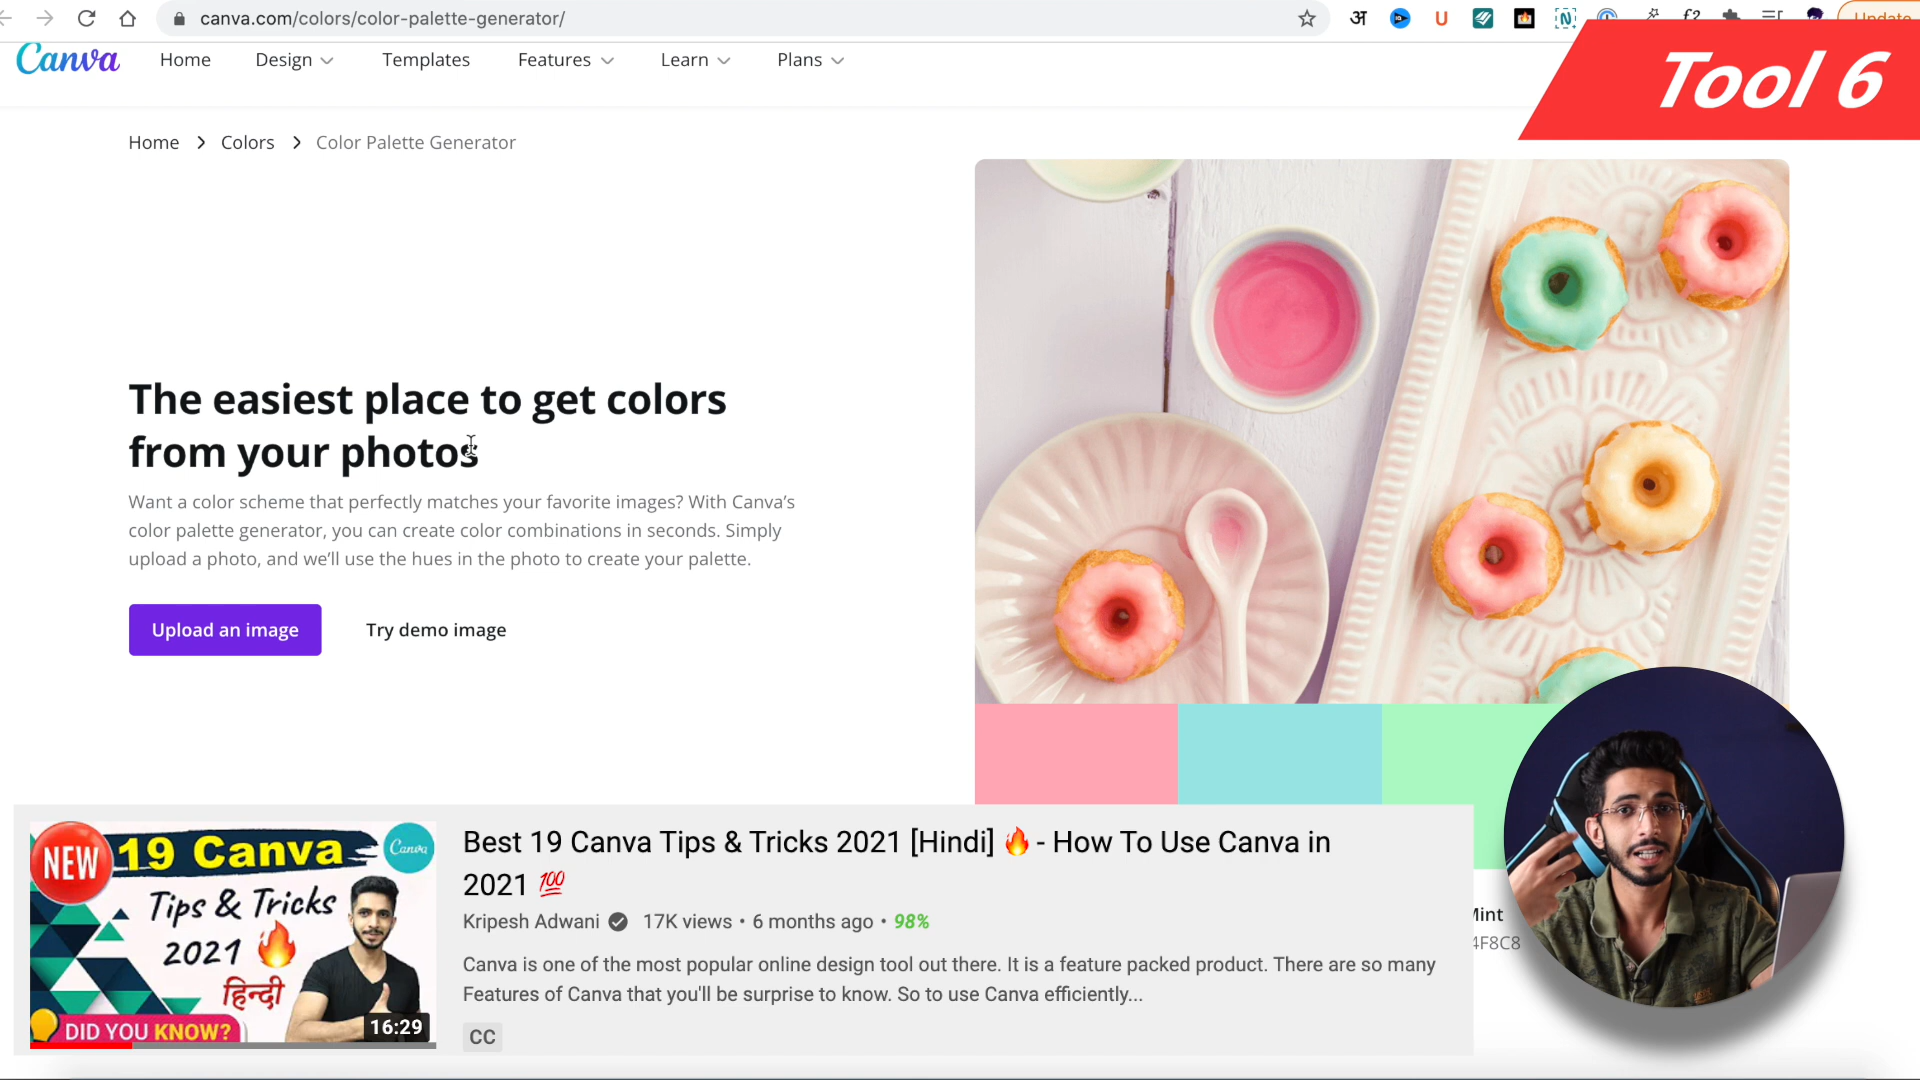 canva.com/colors/color-palette-generator/
अ
U
N
f?
Update
Tool 6
Canva
Home
Design
Templates
Features
Learn
Plans
Home > Colors > Color Palette Generator
The easiest place to get colors
from your photos
Want a color scheme that perfectly matches your favorite images? With Canva’s
color palette generator, you can create color combinations in seconds. Simply
upload a photo, and we’ll use the hues in the photo to create your palette.
Upload an image
Try demo image
Mint
4F8C8
NEW
19 Canva
Canva
Tips & Tricks
2021 🔥
हिन्दी
DID YOU KNOW?
16:29
Best 19 Canva Tips & Tricks 2021 [Hindi] 🔥 - How To Use Canva in
2021 💯
Kripesh Adwani 17K views • 6 months ago • 98%
Canva is one of the most popular online design tool out there. It is a feature packed product. There are so many
Features of Canva that you'll be surprise to know. So to use Canva efficiently...
CC